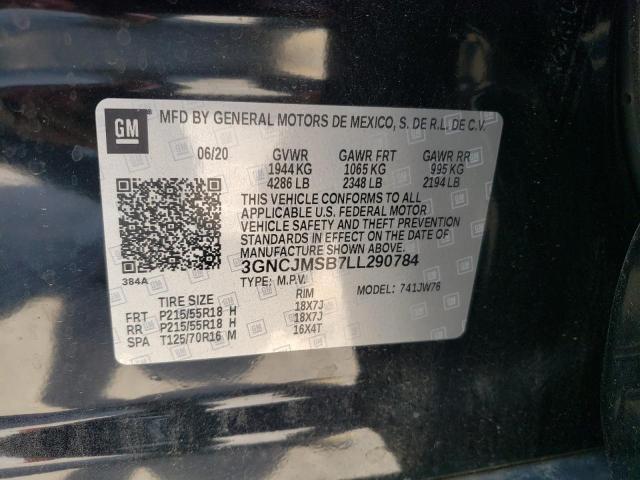 GM MFD BY GENERAL MOTORS DE MEXICO, S. DE R.L. DE C.V.
06/20 GVWR GAWR FRT GAWR RR
1944 KG 1065 KG 995 KG
4286 LB 2348 LB 2194 LB
THIS VEHICLE CONFORMS TO ALL
APPLICABLE U.S. FEDERAL MOTOR
VEHICLE SAFETY AND THEFT PREVENTION
STANDARDS IN EFFECT ON THE DATE OF
MANUFACTURE SHOWN ABOVE.
384A
3GNCJMSB7LL290784
TYPE: M.P.V. MODEL: 741JW76
TIRE SIZE RIM
FRT P215/55R18 H 18X7J
RR P215/55R18 H 18X7J
SPA T125/70R16 M 16X4T